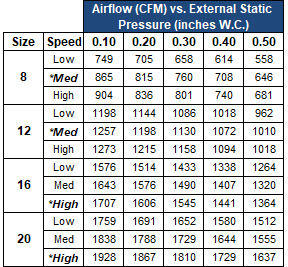 Airflow (CFM) vs. External Static
Pressure (inches W.C.)
Size Speed 0.10 0.20 0.30 0.40 0.50
8 Low 749 705 658 614 558
*Med 865 815 760 708 646
High 904 836 801 740 681
12 Low 1198 1144 1086 1018 962
*Med 1257 1198 1130 1072 1010
High 1273 1215 1158 1094 1018
16 Low 1576 1514 1433 1338 1264
Med 1643 1576 1490 1407 1320
*High 1707 1606 1545 1441 1364
20 Low 1759 1691 1652 1580 1512
Med 1838 1788 1729 1644 1555
*High 1928 1867 1810 1729 1637